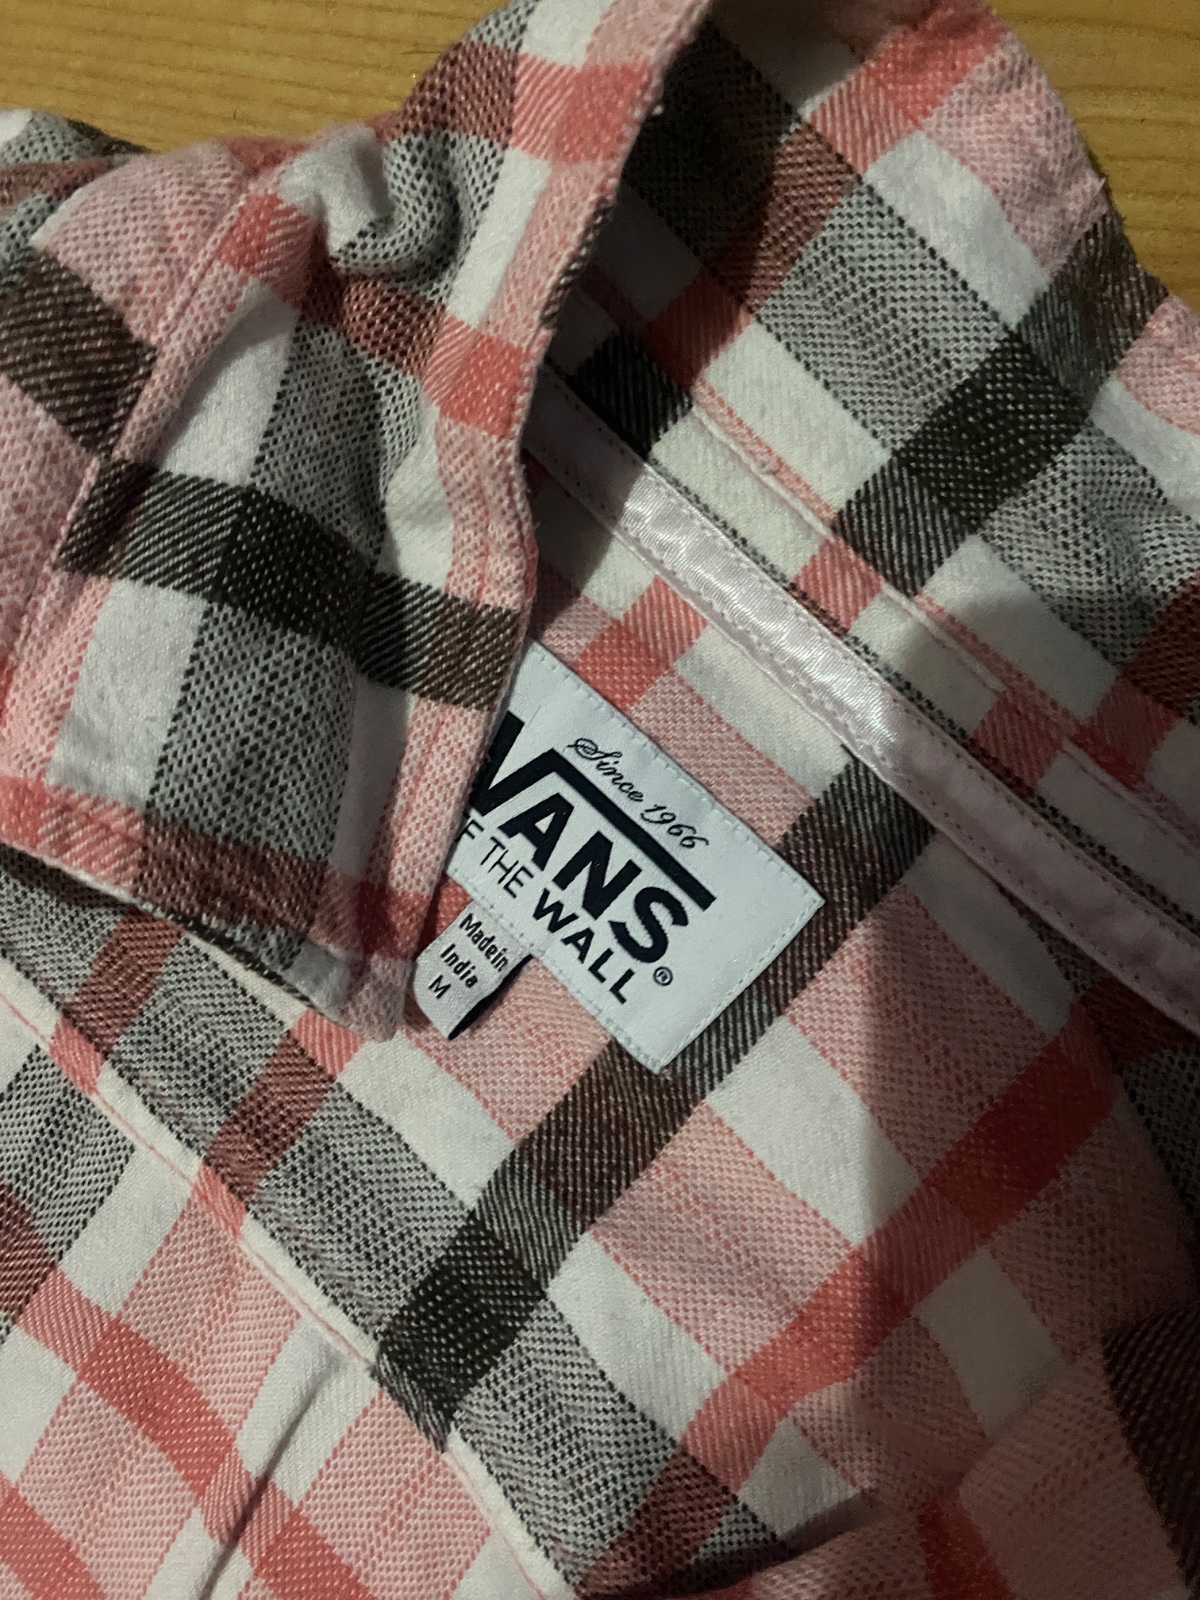 Since 1966
VANS
F THE WALL®
Made in
India
M